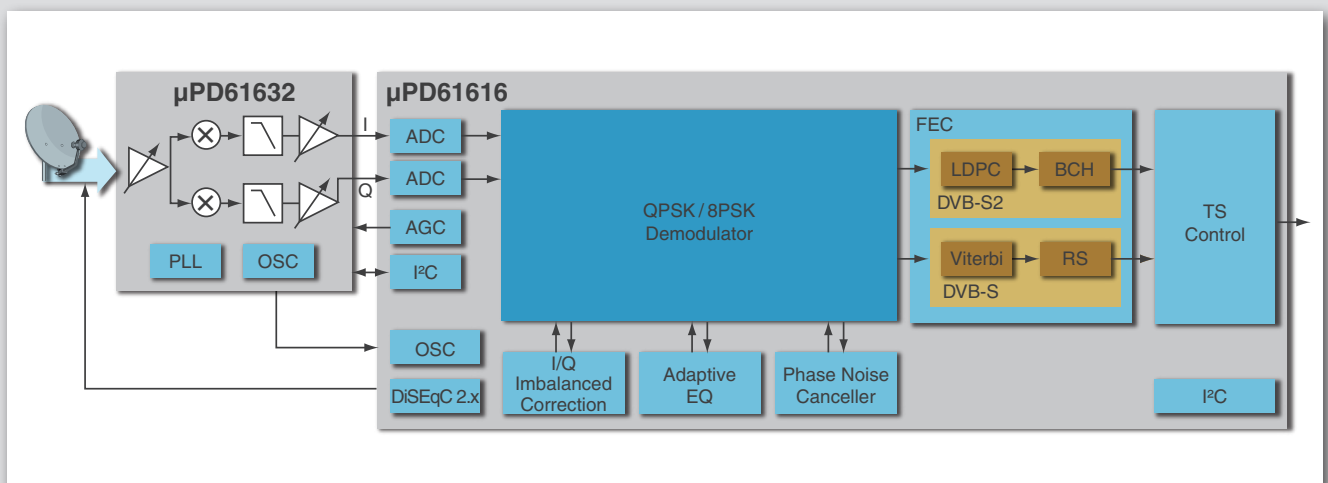 µPD61632
µPD61616
I
Q
PLL
OSC
ADC
ADC
AGC
I²C
OSC
DiSEqC 2.x
QPSK / 8PSK
Demodulator
I/Q
Imbalanced
Correction
Adaptive
EQ
Phase Noise
Canceller
FEC
LDPC
BCH
DVB-S2
Viterbi
RS
DVB-S
TS
Control
I²C